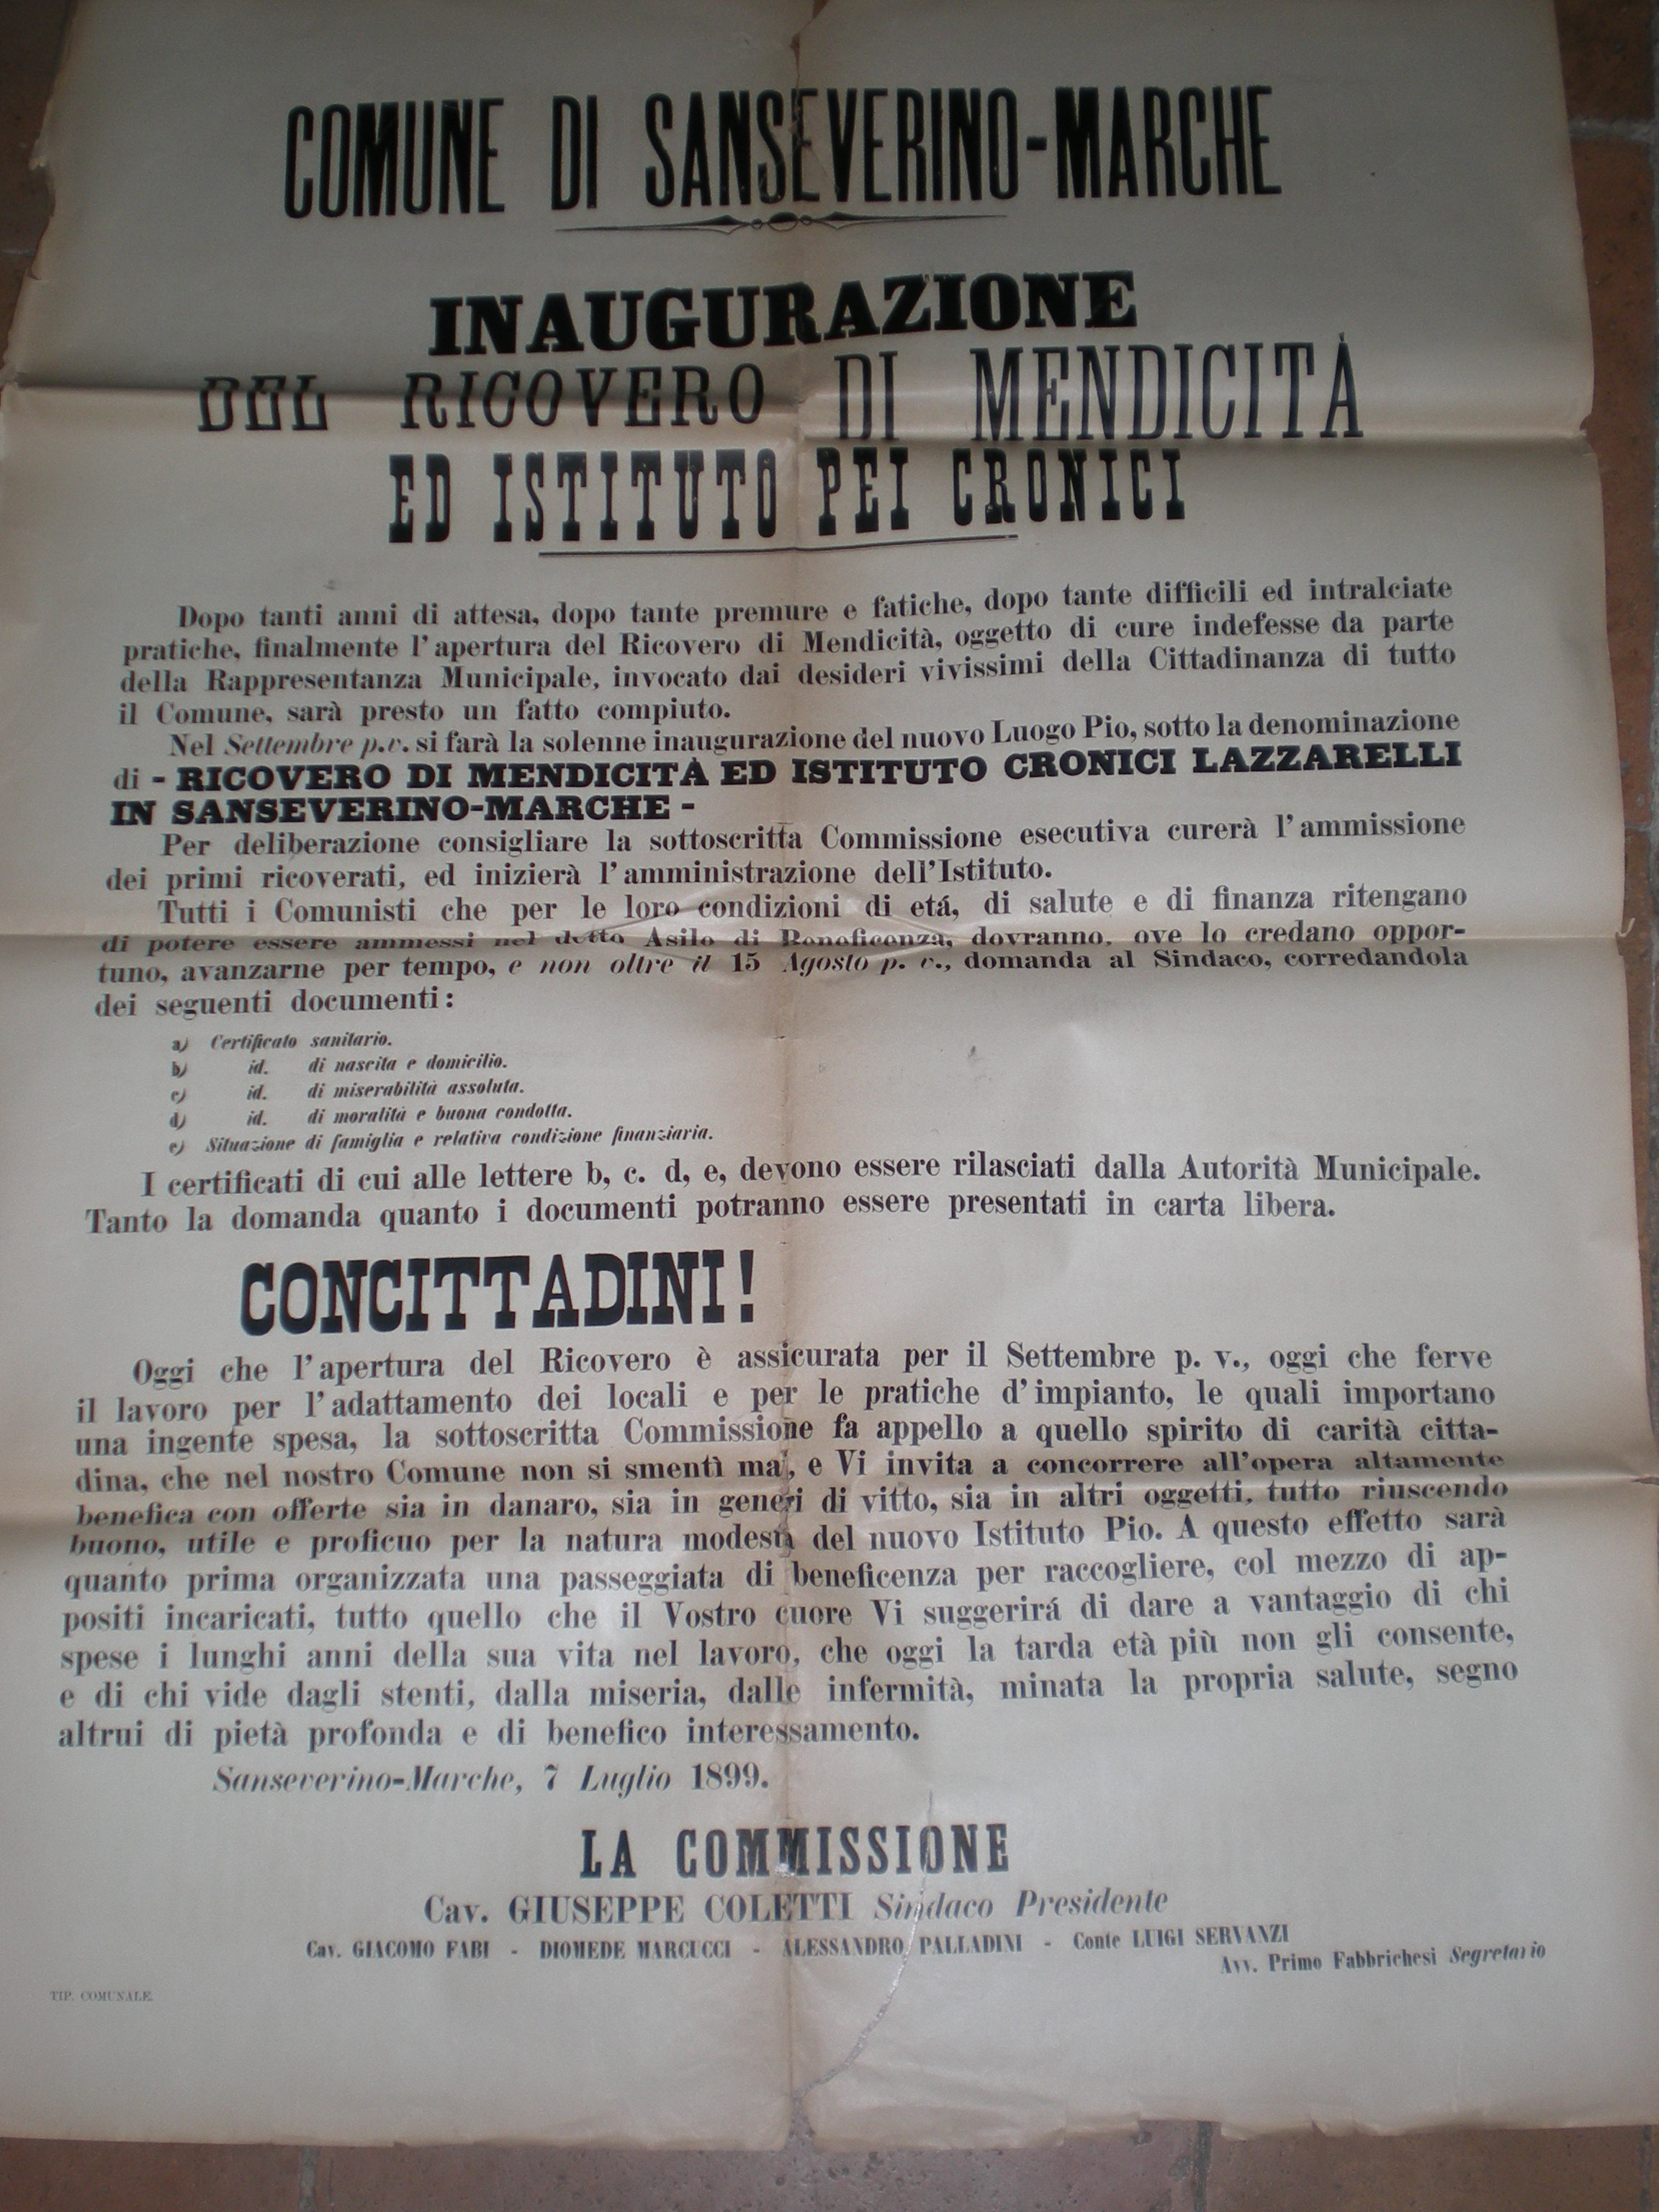 COMUNE DI SANSEVERINO-MARCHE
INAUGURAZIONE
DEL RICOVERO DI MENDICITÀ
ED ISTITUTO PEI CRONICI
Dopo tanti anni di attesa, dopo tante premure e fatiche, dopo tante difficili ed intralciate
pratiche, finalmente l'apertura del Ricovero di Mendicità, oggetto di cure indefesse da parte
della Rappresentanza Municipale, invocato dai desideri vivissimi della Cittadinanza di tutto
il Comune, sarà presto un fatto compiuto.
Nel Settembre p.v. si farà la solenne inaugurazione del nuovo Luogo Pio, sotto la denominazione
di - RICOVERO DI MENDICITÀ ED ISTITUTO CRONICI LAZZARELLI
IN SANSEVERINO-MARCHE -
Per deliberazione consigliare la sottoscritta Commissione esecutiva curerà l'ammissione
dei primi ricoverati, ed inizierà l'amministrazione dell'Istituto.
Tutti i Comunisti che per le loro condizioni di etá, di salute e di finanza ritengano
di potere essere ammessi nel detto Asilo di Beneficenza, dovranno, ove lo credano oppor-
tuno, avanzarne per tempo, e non oltre il 15 Agosto p. v., domanda al Sindaco, corredandola
dei seguenti documenti:
a) Certificato sanitario.
b) id. di nascita e domicilio.
c) id. di miserabilità assoluta.
d) id. di moralità e buona condotta.
e) Situazione di famiglia e relativa condizione finanziaria.
I certificati di cui alle lettere b, c. d, e, devono essere rilasciati dalla Autorità Municipale.
Tanto la domanda quanto i documenti potranno essere presentati in carta libera.
CONCITTADINI!
Oggi che l'apertura del Ricovero è assicurata per il Settembre p. v., oggi che ferve
il lavoro per l'adattamento dei locali e per le pratiche d'impianto, le quali importano
una ingente spesa, la sottoscritta Commissione fa appello a quello spirito di carità citta-
dina, che nel nostro Comune non si smentì mai, e Vi invita a concorrere all'opera altamente
benefica con offerte sia in danaro, sia in generi di vitto, sia in altri oggetti, tutto riuscendo
buono, utile e proficuo per la natura modesta del nuovo Istituto Pio. A questo effetto sarà
quanto prima organizzata una passeggiata di beneficenza per raccogliere, col mezzo di ap-
positi incaricati, tutto quello che il Vostro cuore Vi suggerirá di dare a vantaggio di chi
spese i lunghi anni della sua vita nel lavoro, che oggi la tarda età più non gli consente,
e di chi vide dagli stenti, dalla miseria, dalle infermità, minata la propria salute, segno
altrui di pietà profonda e di benefico interessamento.
Sanseverino-Marche, 7 Luglio 1899.
LA COMMISSIONE
Cav. GIUSEPPE COLETTI Sindaco Presidente
Cav. GIACOMO FABI - DIOMEDE MARCUCCI - ALESSANDRO PALLADINI - Conte LUIGI SERVANZI
Avv. Primo Fabbrichesi Segretario
TIP. COMUNALE.